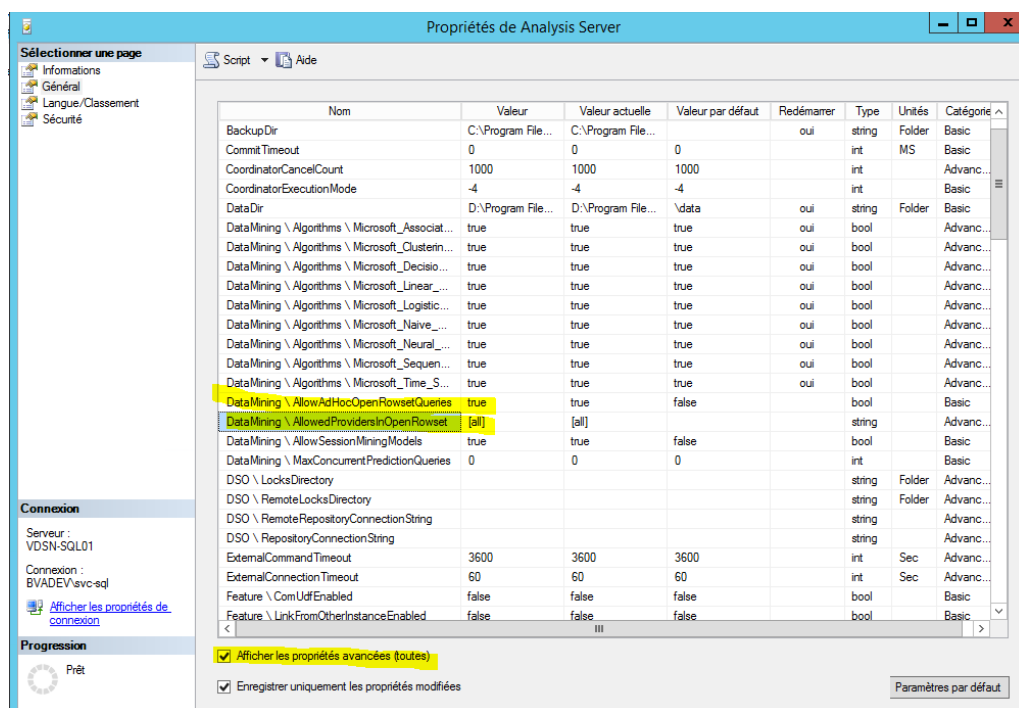 Propriétés de Analysis Server
Sélectionner une page
Informations
Général
Langue/Classement
Sécurité
Script Aide
Nom Valeur Valeur actuelle Valeur par défaut Redémarrer Type Unités Catégorie
BackupDir C:\Program File... C:\Program File... oui string Folder Basic
CommitTimeout 0 0 0 int MS Basic
CoordinatorCancelCount 1000 1000 1000 int Advanc...
CoordinatorExecutionMode -4 -4 -4 int Basic
DataDir D:\Program File... D:\Program File... \data oui string Folder Basic
DataMining \ Algorithms \ Microsoft_Associat... true true true oui bool Advanc...
DataMining \ Algorithms \ Microsoft_Clusterin... true true true oui bool Advanc...
DataMining \ Algorithms \ Microsoft_Decisio... true true true oui bool Advanc...
DataMining \ Algorithms \ Microsoft_Linear_... true true true oui bool Advanc...
DataMining \ Algorithms \ Microsoft_Logistic... true true true oui bool Advanc...
DataMining \ Algorithms \ Microsoft_Naive_... true true true oui bool Advanc...
DataMining \ Algorithms \ Microsoft_Neural_... true true true oui bool Advanc...
DataMining \ Algorithms \ Microsoft_Sequen... true true true oui bool Advanc...
DataMining \ Algorithms \ Microsoft_Time_S... true true true oui bool Advanc...
DataMining \ AllowAdHocOpenRowsetQueries true true false bool Basic
DataMining \ AllowedProvidersInOpenRowset [all] [all] string Advanc...
DataMining \ AllowSessionMiningModels true true false bool Basic
DataMining \ MaxConcurrentPredictionQueries 0 0 0 int Basic
DSO \ LocksDirectory string Folder Advanc...
DSO \ RemoteLocksDirectory string Folder Advanc...
DSO \ RemoteRepositoryConnectionString string Advanc...
DSO \ RepositoryConnectionString string Advanc...
ExternalCommandTimeout 3600 3600 3600 int Sec Advanc...
ExternalConnectionTimeout 60 60 60 int Sec Advanc...
Feature \ ComUdfEnabled false false false bool Basic
Feature \ LinkFromOtherInstanceEnabled false false false bool Basic
Connexion
Serveur :
VDSN-SQL01
Connexion :
BVADEV\svc-sql
Afficher les propriétés de
connexion
Progression
Prêt
Afficher les propriétés avancées (toutes)
Enregistrer uniquement les propriétés modifiées
Paramètres par défaut